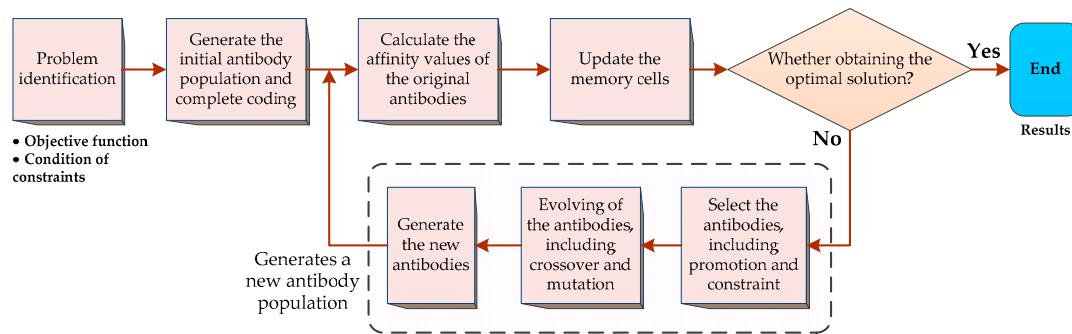 Problem
identification
• Objective function
• Condition of
constraints
Generate the
initial antibody
population and
complete coding
Calculate the
affinity values of
the original
antibodies
Update the
memory cells
Whether obtaining the
optimal solution?
Yes
End
Results
No
Select the
antibodies,
including
promotion and
constraint
Evolving of
the antibodies,
including
crossover and
mutation
Generate
the new
antibodies
Generates a
new antibody
population